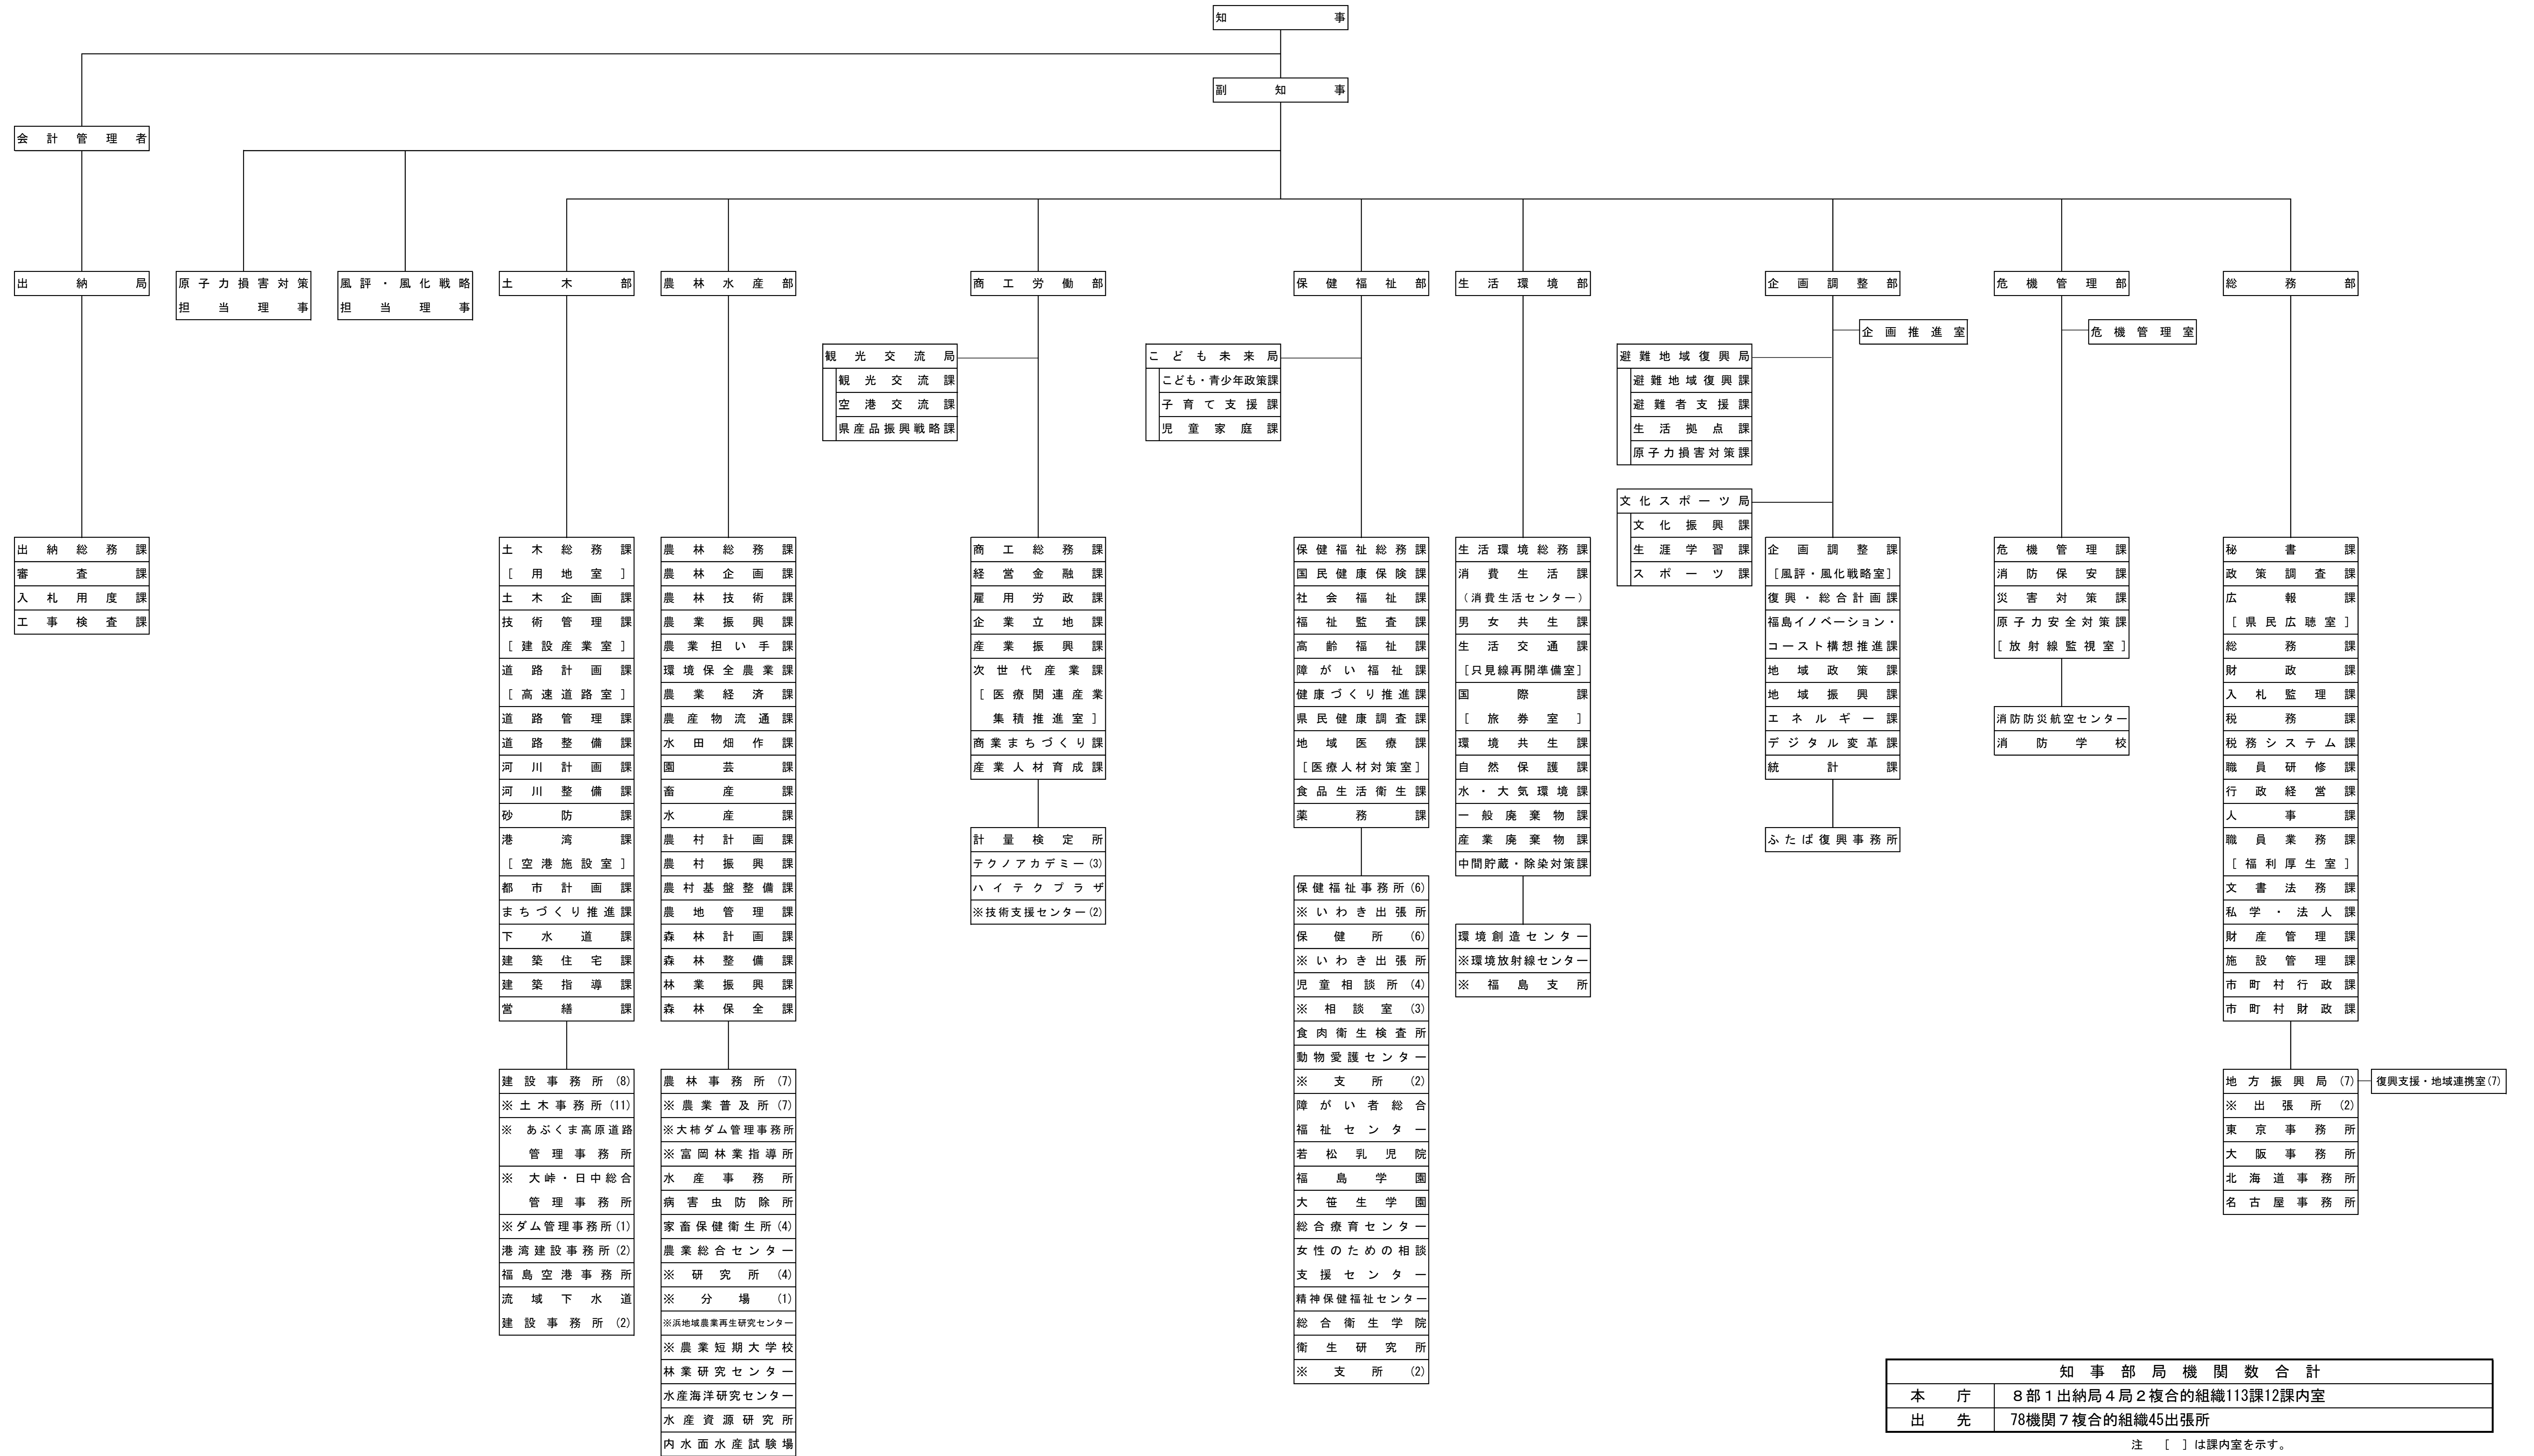 知事
副知事
会計管理者
出納局
出納総務課
審査課
入札用度課
工事検査課
原子力損害対策
担当理事
風評・風化戦略
担当理事
土木部
土木総務課
[用地室]
土木企画課
技術管理課
[建設産業室]
道路計画課
[高速道路室]
道路管理課
道路整備課
河川計画課
河川整備課
砂防課
港湾課
[空港施設室]
都市計画課
まちづくり推進課
下水道課
建築住宅課
建築指導課
営繕課
建設事務所(8)
※土木事務所(11)
※ あぶくま高原道路
管理事務所
※ 大峠・日中総合
管理事務所
※ダム管理事務所(1)
港湾建設事務所(2)
福島空港事務所
流域下水道
建設事務所(2)
農林水産部
農林総務課
農林企画課
農林技術課
農業振興課
農業担い手課
環境保全農業課
農業経済課
農産物流通課
水田畑作課
園芸課
畜産課
水産課
農村計画課
農村振興課
農村基盤整備課
農地管理課
森林計画課
森林整備課
林業振興課
森林保全課
農林事務所(7)
※農業普及所(7)
※大柿ダム管理事務所
※富岡林業指導所
水産事務所
病害虫防除所
家畜保健衛生所(4)
農業総合センター
※研究所(4)
※分場(1)
※浜地域農業再生研究センター
※農業短期大学校
林業研究センター
水産海洋研究センター
水産資源研究所
内水面水産試験場
商工労働部
観光交流局
観光交流課
空港交流課
県産品振興戦略課
商工総務課
経営金融課
雇用労政課
企業立地課
産業振興課
次世代産業課
[医療関連産業
集積推進室]
商業まちづくり課
産業人材育成課
計量検定所
テクノアカデミー(3)
ハイテクプラザ
※技術支援センター(2)
保健福祉部
こども未来局
こども・青少年政策課
子育て支援課
児童家庭課
保健福祉総務課
国民健康保険課
社会福祉課
福祉監査課
高齢福祉課
障がい福祉課
健康づくり推進課
県民健康調査課
地域医療課
[医療人材対策室]
食品生活衛生課
薬務課
保健福祉事務所(6)
※いわき出張所
保健所(6)
※いわき出張所
児童相談所(4)
※相談室(3)
食肉衛生検査所
動物愛護センター
※支所(2)
障がい者総合
福祉センター
若松乳児院
福島学園
大笹生学園
総合療育センター
女性のための相談
支援センター
精神保健福祉センター
総合衛生学院
衛生研究所
※支所(2)
生活環境部
生活環境総務課
消費生活課
(消費生活センター)
男女共生課
生活交通課
[只見線再開準備室]
国際課
[旅券室]
環境共生課
自然保護課
水・大気環境課
一般廃棄物課
産業廃棄物課
中間貯蔵・除染対策課
環境創造センター
※環境放射線センター
※福島支所
企画調整部
企画推進室
避難地域復興局
避難地域復興課
避難者支援課
生活拠点課
原子力損害対策課
文化スポーツ局
文化振興課
生涯学習課
スポーツ課
企画調整課
[風評・風化戦略室]
復興・総合計画課
福島イノベーション・
コースト構想推進課
地域政策課
地域振興課
エネルギー課
デジタル変革課
統計課
ふたば復興事務所
危機管理部
危機管理室
危機管理課
消防保安課
災害対策課
原子力安全対策課
[放射線監視室]
消防防災航空センター
消防学校
総務部
秘書課
政策調査課
広報課
[県民広聴室]
総務課
財政課
入札監理課
税務課
税務システム課
職員研修課
行政経営課
人事課
職員業務課
[福利厚生室]
文書法務課
私学・法人課
財産管理課
施設管理課
市町村行政課
市町村財政課
地方振興局(7)
復興支援・地域連携室(7)
※出張所(2)
東京事務所
大阪事務所
北海道事務所
名古屋事務所
知事部局機関数合計
本庁 8部1出納局4局2複合的組織113課12課内室
出先 78機関7複合的組織45出張所
注 [ ]は課内室を示す。